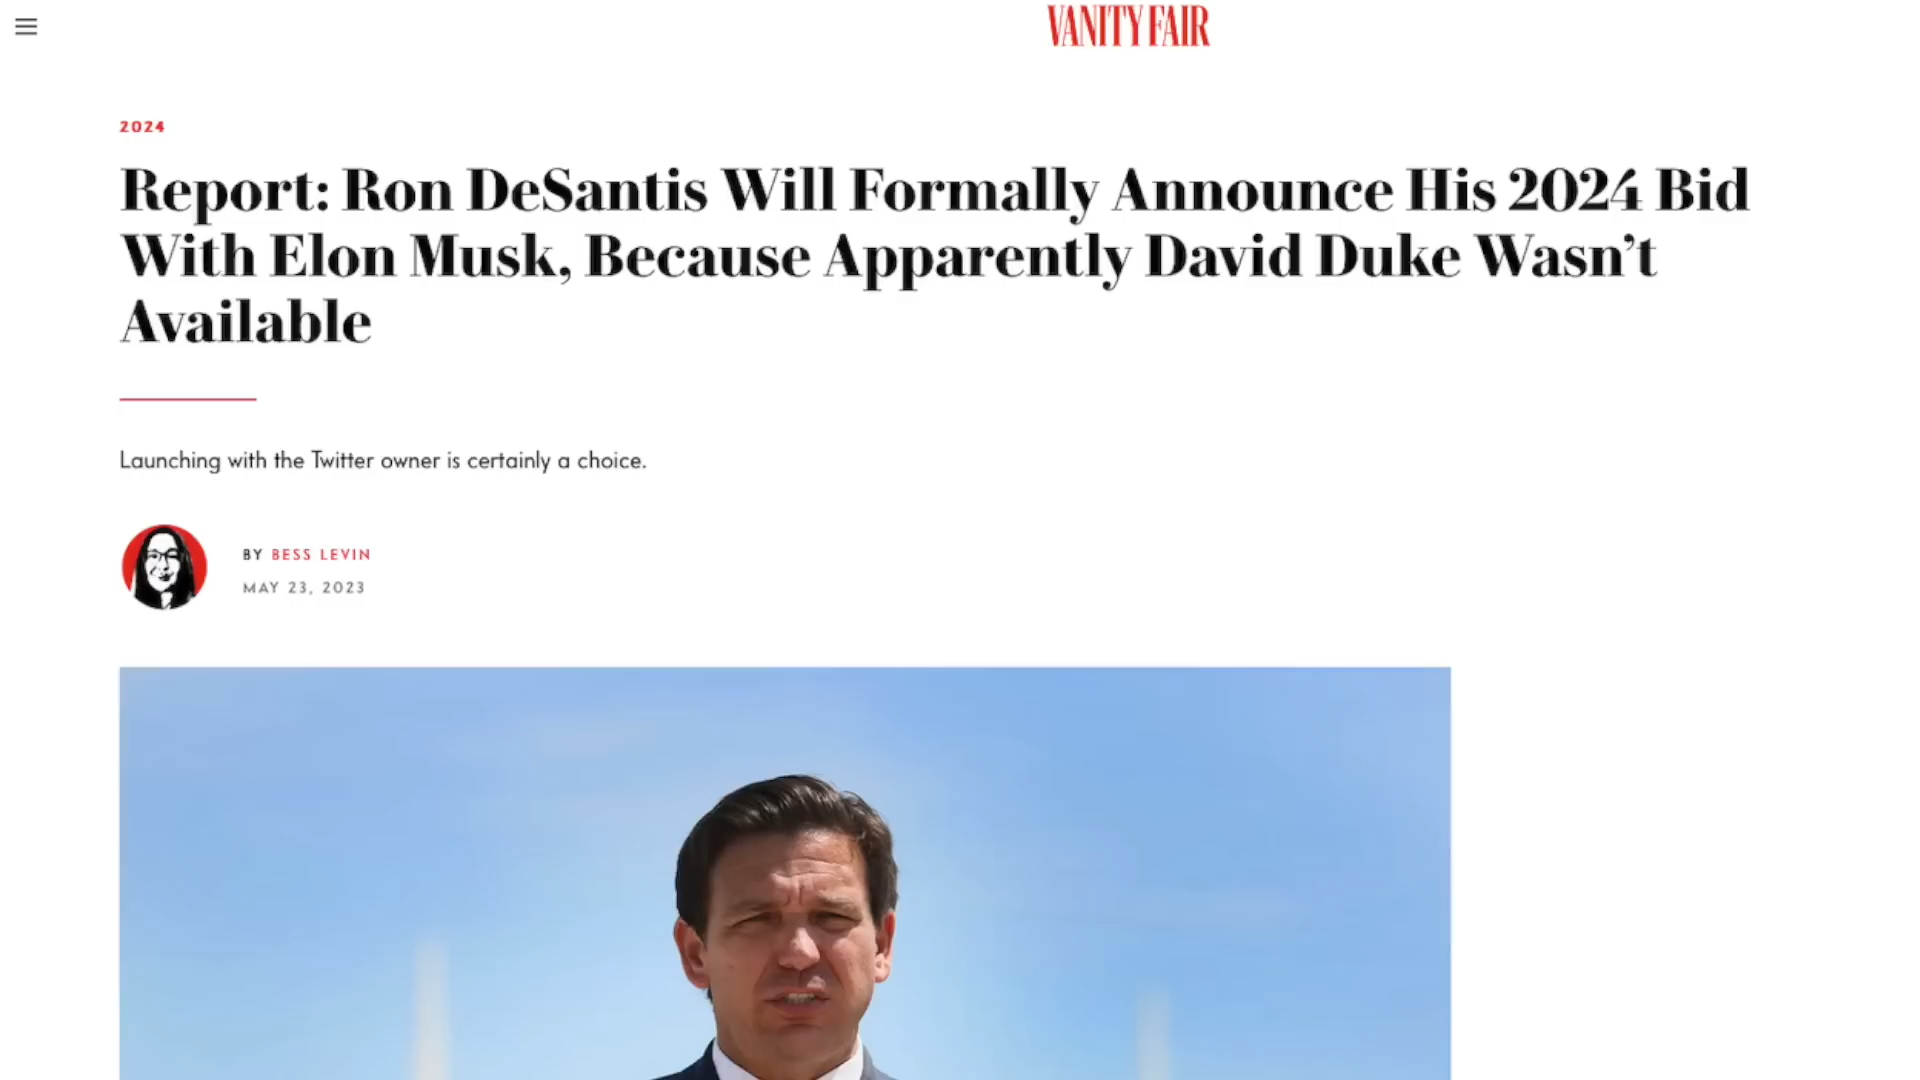 VANITY FAIR
2024
Report: Ron DeSantis Will Formally Announce His 2024 Bid
With Elon Musk, Because Apparently David Duke Wasn’t
Available
Launching with the Twitter owner is certainly a choice.
BY BESS LEVIN
MAY 23, 2023